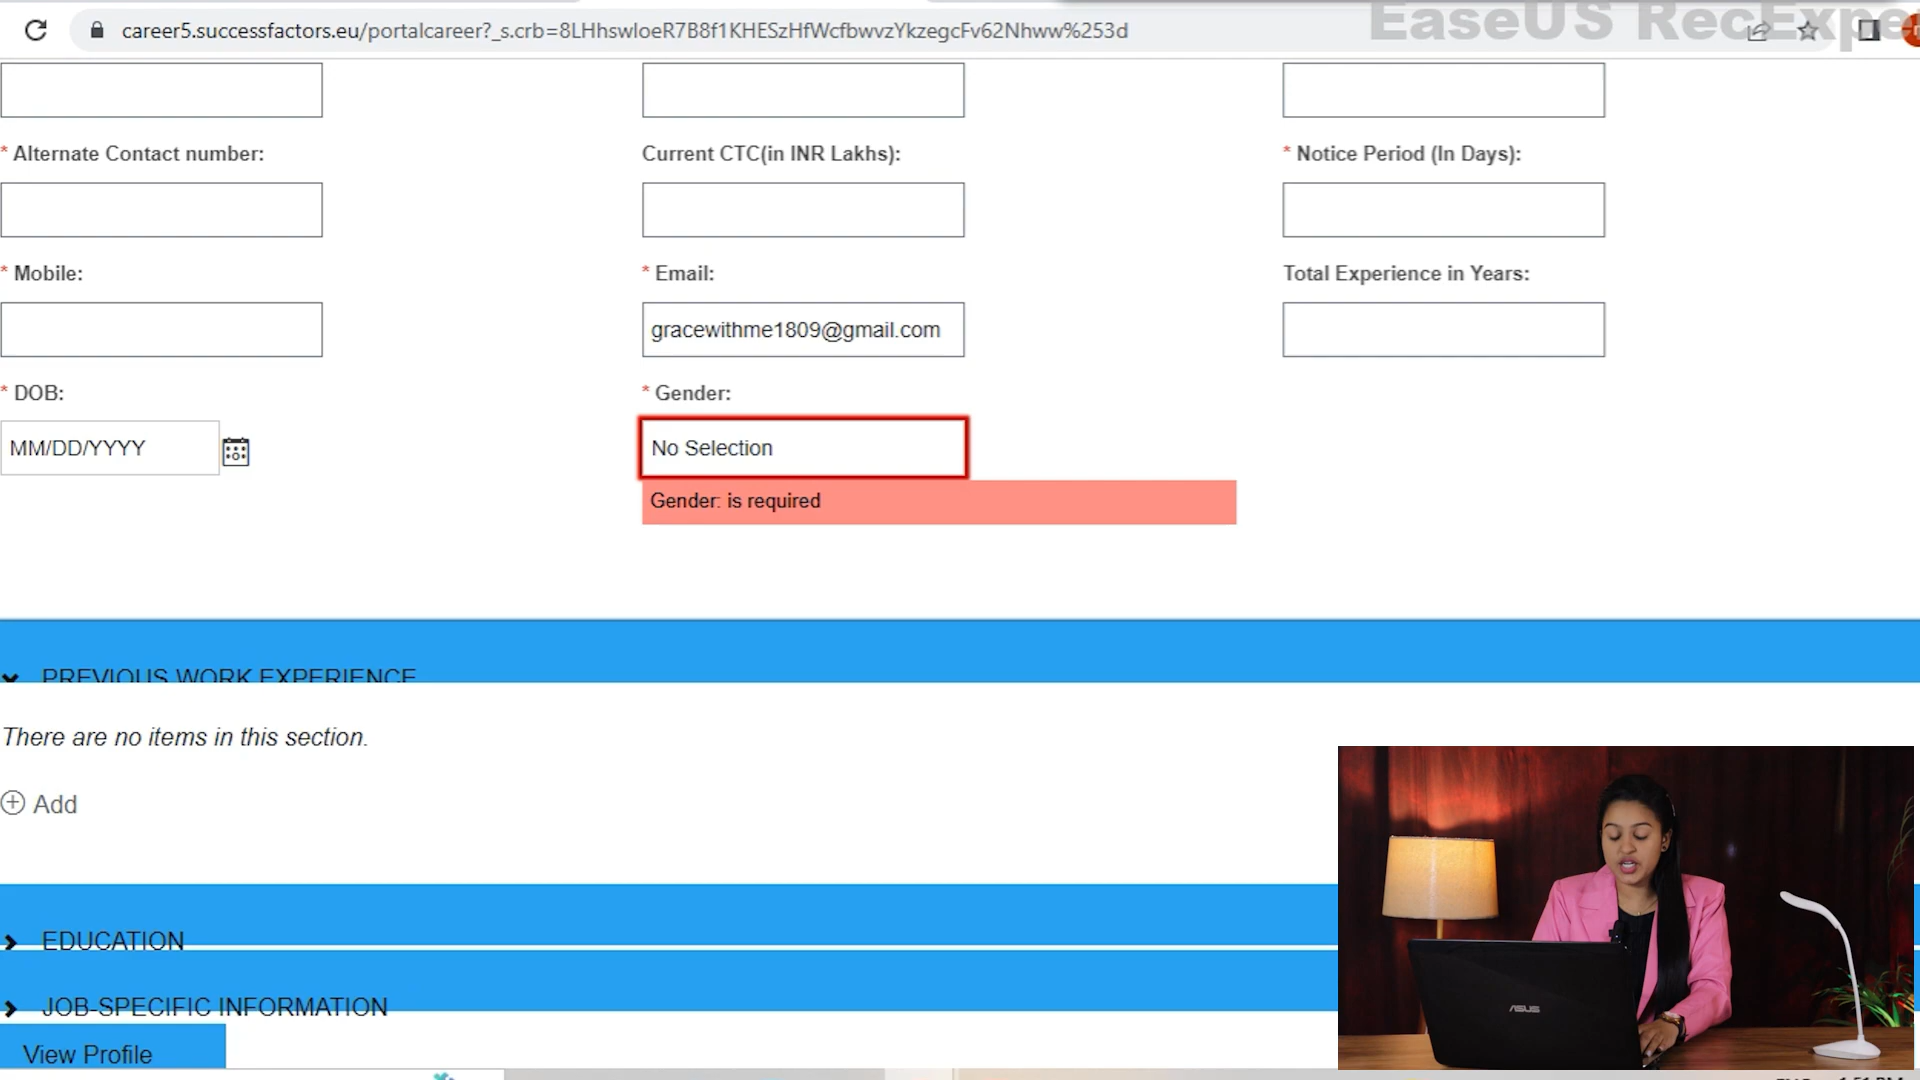 EaseUS RecExpe
career5.successfactors.eu/portalcareer?_s.crb=8LHhswloeR7B8f1KHESzHfWcfbwvzYkzegcFv62Nhww%253d
* Alternate Contact number:
Current CTC(in INR Lakhs):
* Notice Period (In Days):
* Mobile:
* Email:
Total Experience in Years:
gracewithme1809@gmail.com
* DOB:
* Gender:
MM/DD/YYYY
No Selection
Gender: is required
PREVIOUS WORK EXPERIENCE
There are no items in this section.
Add
EDUCATION
JOB-SPECIFIC INFORMATION
View Profile
ASUS